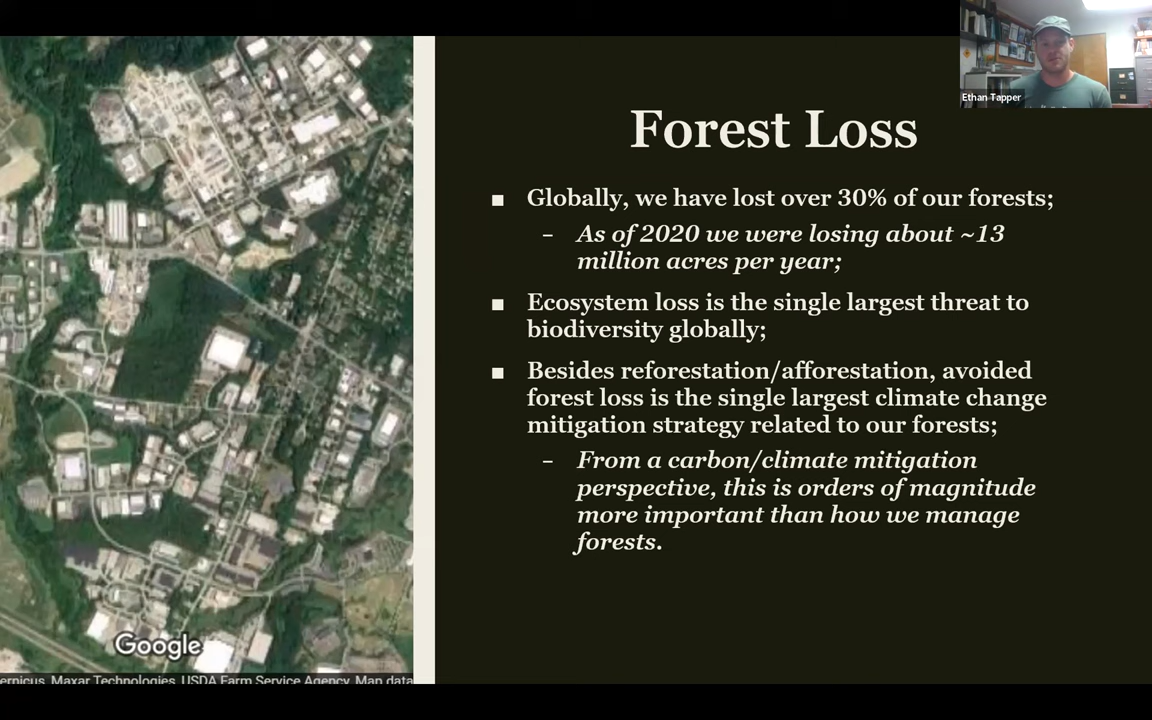 Ethan Tapper
Forest Loss
■ Globally, we have lost over 30% of our forests;
– As of 2020 we were losing about ~13
million acres per year;
■ Ecosystem loss is the single largest threat to
biodiversity globally;
■ Besides reforestation/afforestation, avoided
forest loss is the single largest climate change
mitigation strategy related to our forests;
– From a carbon/climate mitigation
perspective, this is orders of magnitude
more important than how we manage
forests.
Google
Maxar Technologies, USDA Farm Service Agency, Map data